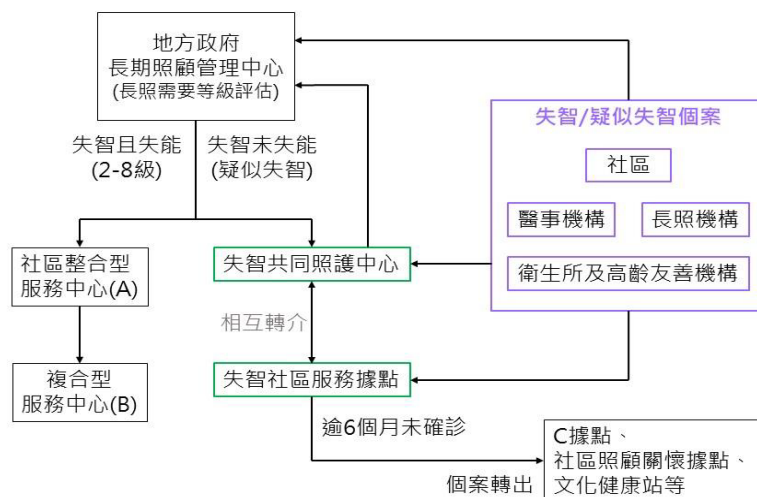 地方政府
長期照顧管理中心
(長照需要等級評估)
失智且失能
(2-8級)
失智未失能
(疑似失智)
失智/疑似失智個案
社區
醫事機構
長照機構
衛生所及高齡友善機構
社區整合型
服務中心(A)
失智共同照護中心
相互轉介
複合型
服務中心(B)
失智社區服務據點
逾6個月未確診
個案轉出
C據點、
社區照顧關懷據點、
文化健康站等